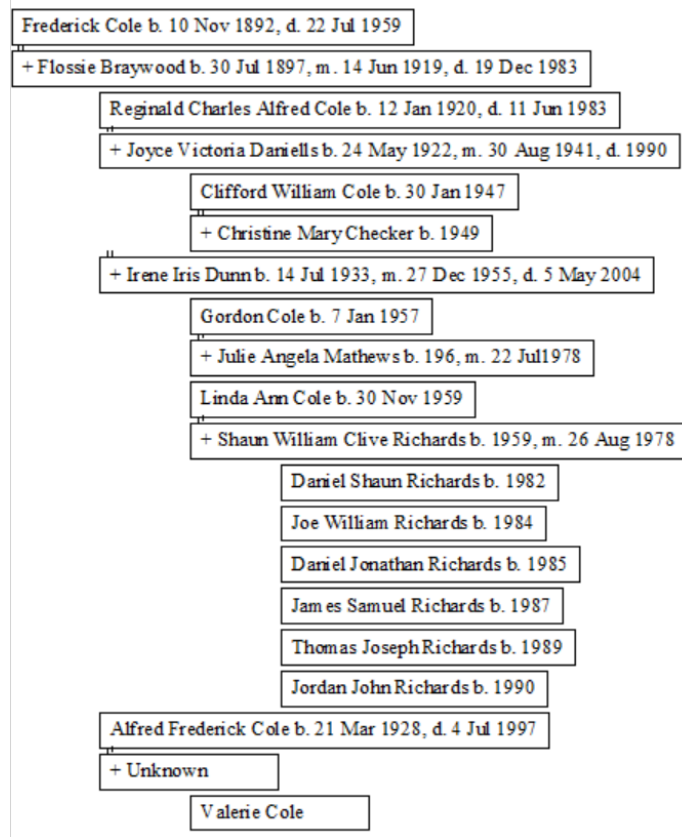 Frederick Cole b. 10 Nov 1892, d. 22 Jul 1959
+ Flossie Braywood b. 30 Jul 1897, m. 14 Jun 1919, d. 19 Dec 1983
Reginald Charles Alfred Cole b. 12 Jan 1920, d. 11 Jun 1983
+ Joyce Victoria Daniells b. 24 May 1922, m. 30 Aug 1941, d. 1990
Clifford William Cole b. 30 Jan 1947
+ Christine Mary Checker b. 1949
+ Irene Iris Dunn b. 14 Jul 1933, m. 27 Dec 1955, d. 5 May 2004
Gordon Cole b. 7 Jan 1957
+ Julie Angela Mathews b. 196, m. 22 Jul1978
Linda Ann Cole b. 30 Nov 1959
+ Shaun William Clive Richards b. 1959, m. 26 Aug 1978
Daniel Shaun Richards b. 1982
Joe William Richards b. 1984
Daniel Jonathan Richards b. 1985
James Samuel Richards b. 1987
Thomas Joseph Richards b. 1989
Jordan John Richards b. 1990
Alfred Frederick Cole b. 21 Mar 1928, d. 4 Jul 1997
+ Unknown
Valerie Cole